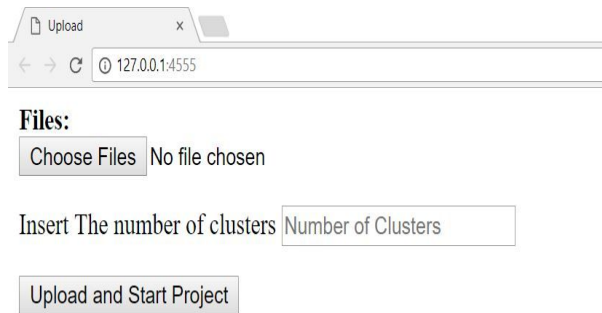 Upload
127.0.0.1:4555
Files:
Choose Files No file chosen
Insert The number of clusters Number of Clusters
Upload and Start Project